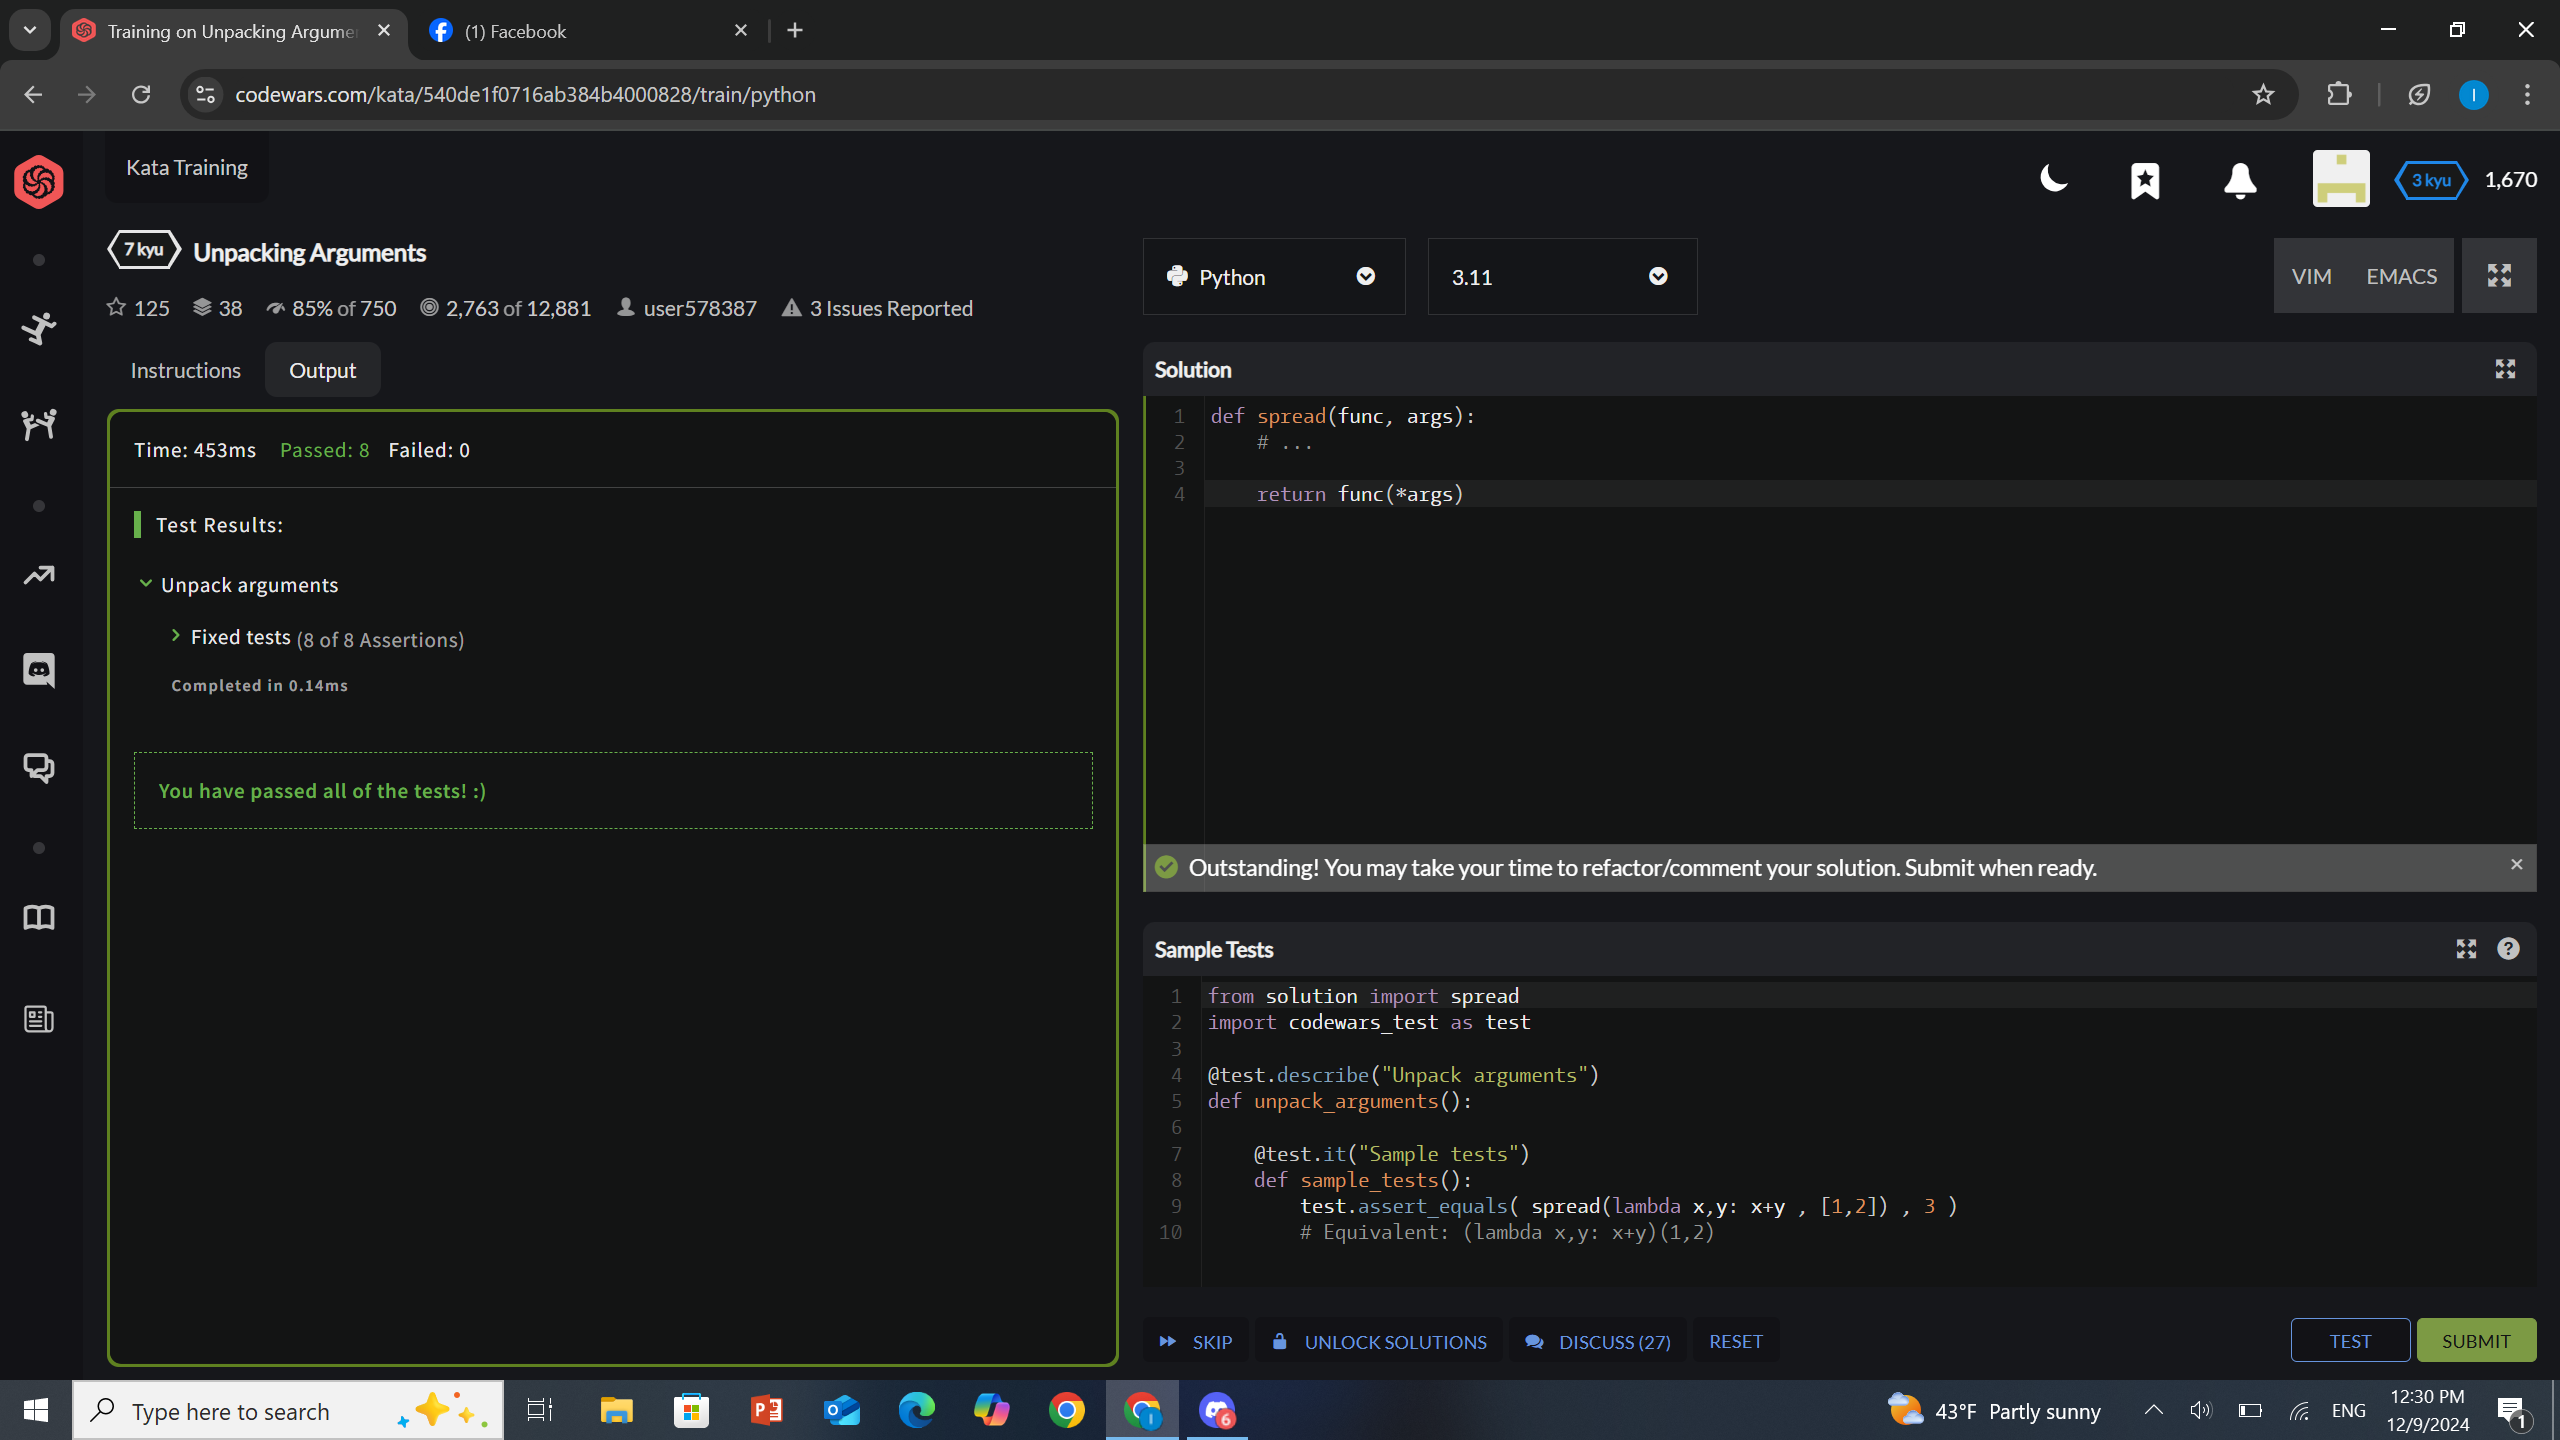 Training on Unpacking Argume
(1) Facebook
codewars.com/kata/540de1f0716ab384b4000828/train/python
I
Kata Training
3 kyu
1,670
7 kyu
Unpacking Arguments
125
38
85% of 750
2,763 of 12,881
user578387
3 Issues Reported
Instructions
Output
Time: 453ms Passed: 8 Failed: 0
Test Results:
Unpack arguments
Fixed tests (8 of 8 Assertions)
Completed in 0.14ms
You have passed all of the tests! :)
Python
3.11
VIM
EMACS
Solution
1 def spread(func, args):
2     # ...
3
4     return func(*args)
Outstanding! You may take your time to refactor/comment your solution. Submit when ready.
Sample Tests
1 from solution import spread
2 import codewars_test as test
3
4 @test.describe("Unpack arguments")
5 def unpack_arguments():
6
7     @test.it("Sample tests")
8     def sample_tests():
9         test.assert_equals( spread(lambda x,y: x+y , [1,2]) , 3 )
10         # Equivalent: (lambda x,y: x+y)(1,2)
SKIP
UNLOCK SOLUTIONS
DISCUSS (27)
RESET
TEST
SUBMIT
Type here to search
I
6
43°F Partly sunny
ENG
12:30 PM
12/9/2024
1